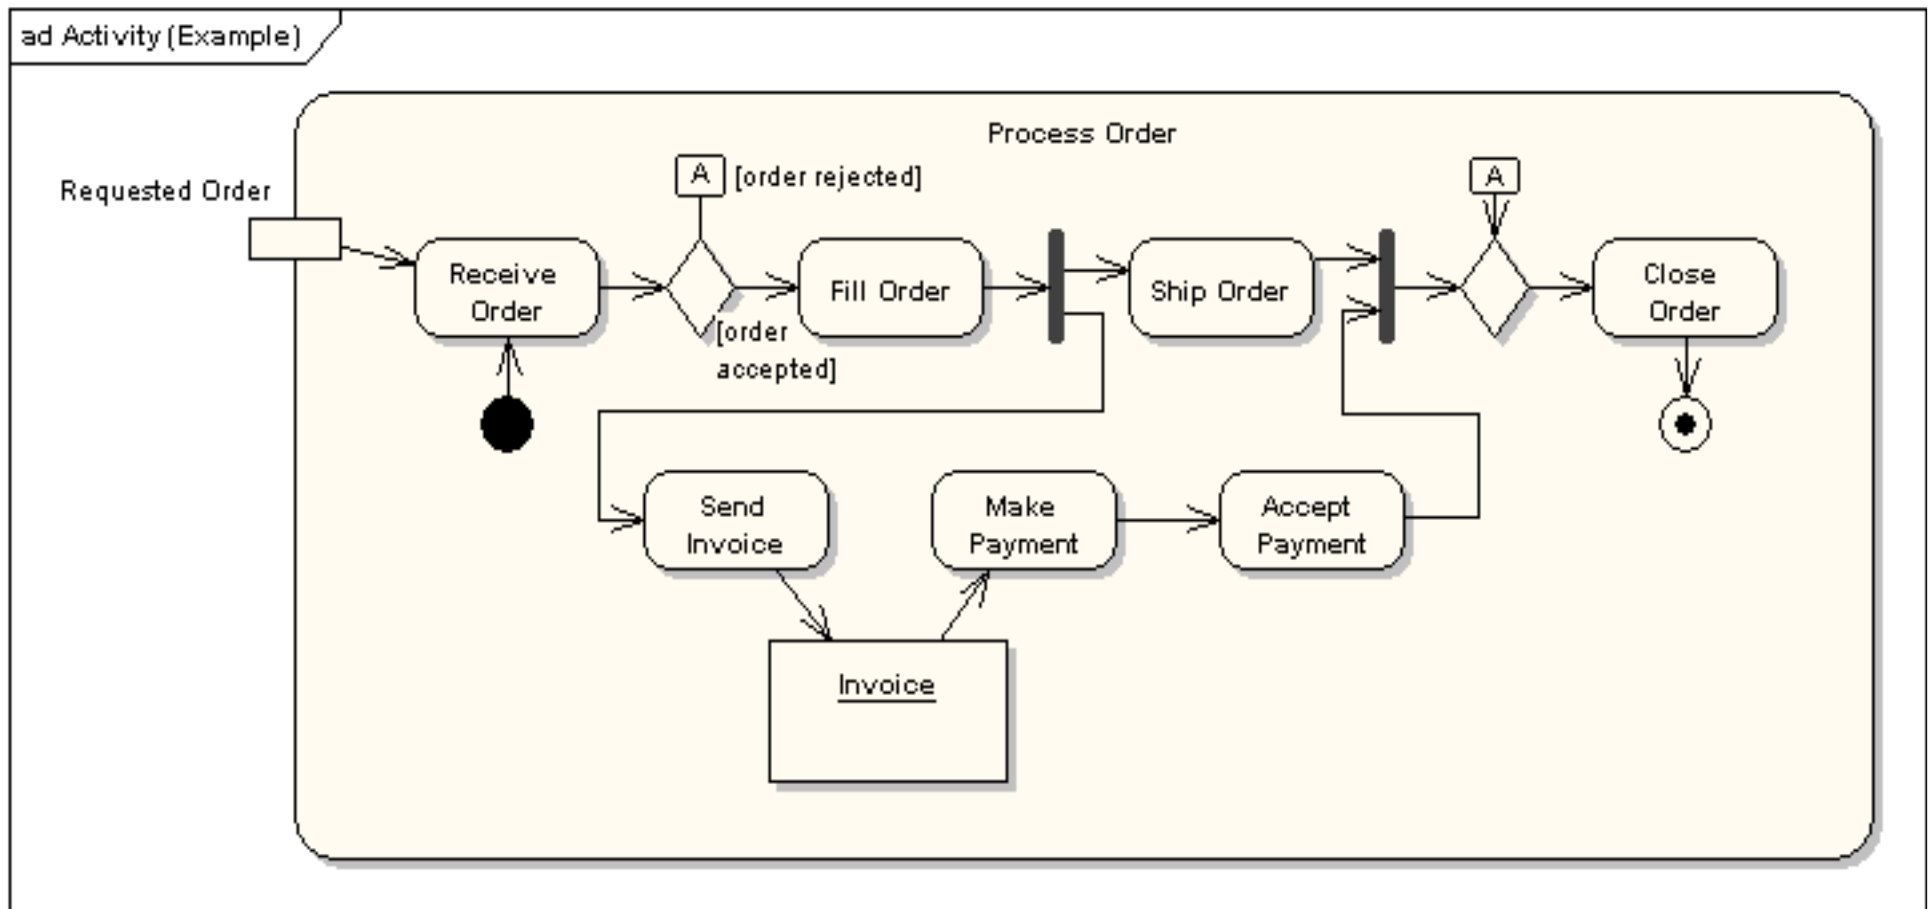 ad Activity (Example)
Process Order
Requested Order
A
[order rejected]
A
Receive
Order
Fill Order
Ship Order
Close
Order
[order
accepted]
Send
Invoice
Make
Payment
Accept
Payment
Invoice